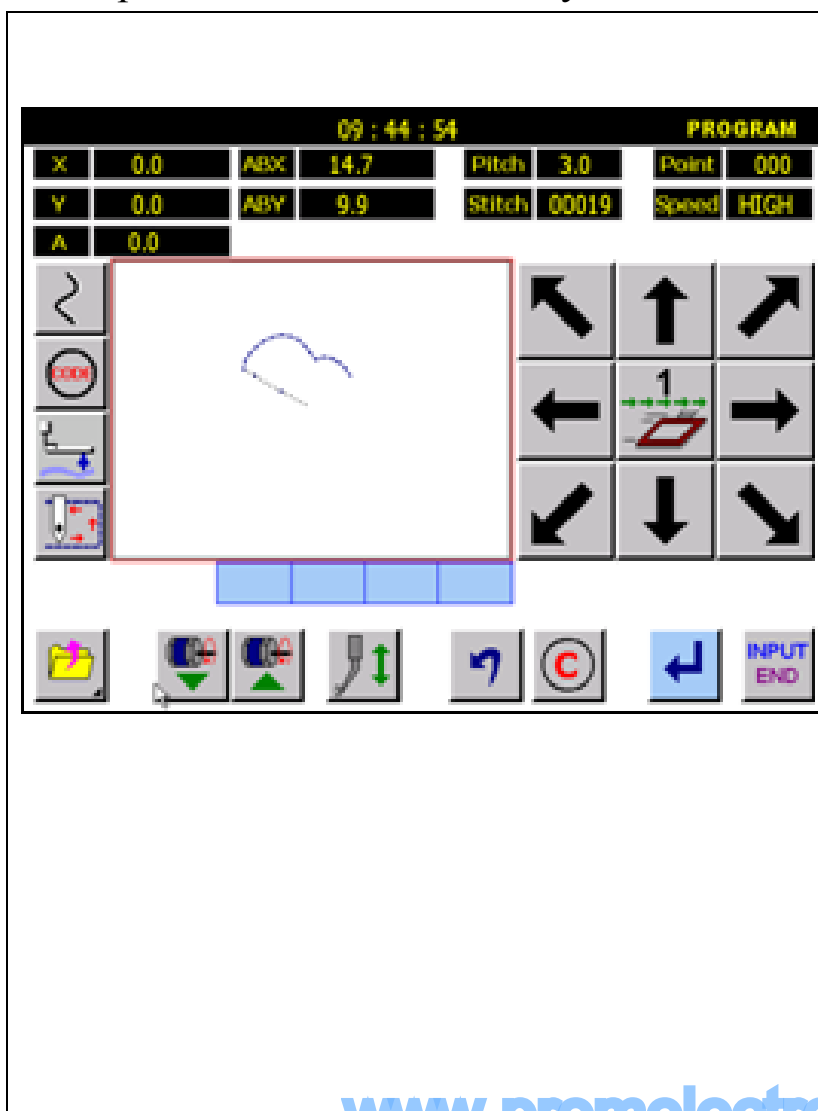 09 : 44 : 54 PROGRAM
X 0.0 ABX 14.7 Pitch 3.0 Point 000
Y 0.0 ABY 9.9 Stitch 00019 Speed HIGH
A 0.0
CODE
1
C
INPUT
END